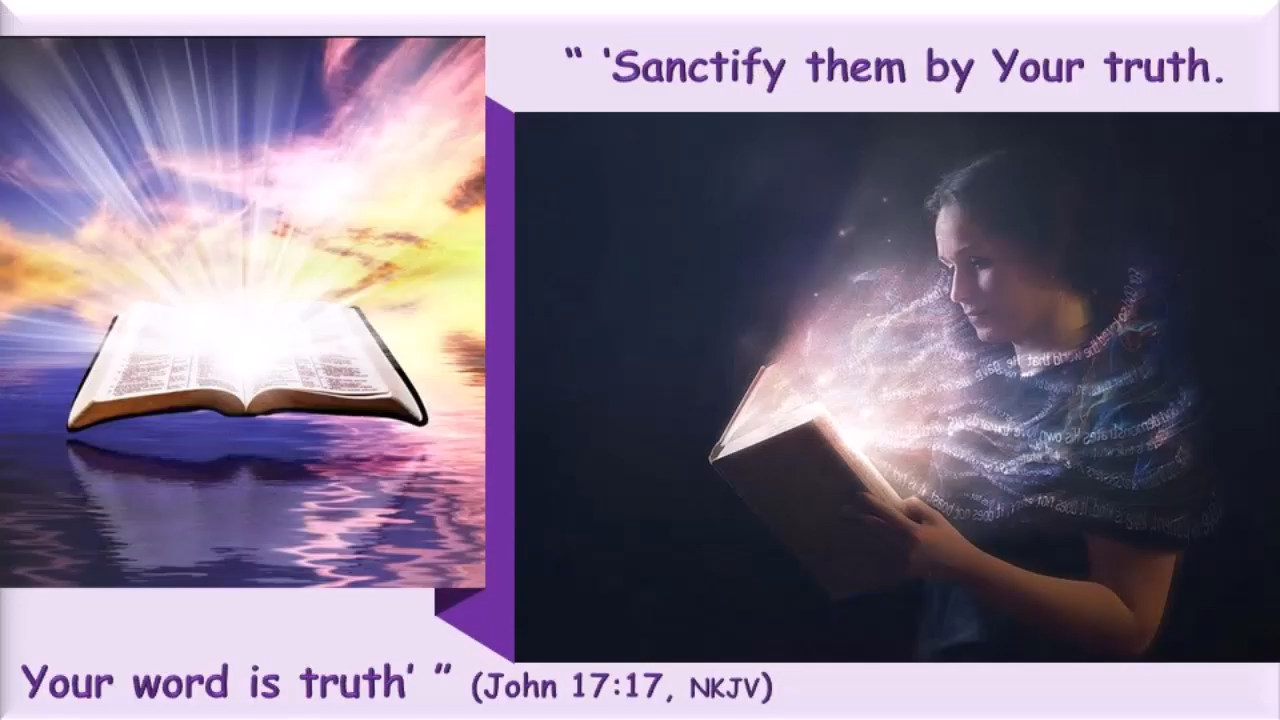 “ ‘Sanctify them by Your truth.
Your word is truth’ ” (John 17:17, NKJV)